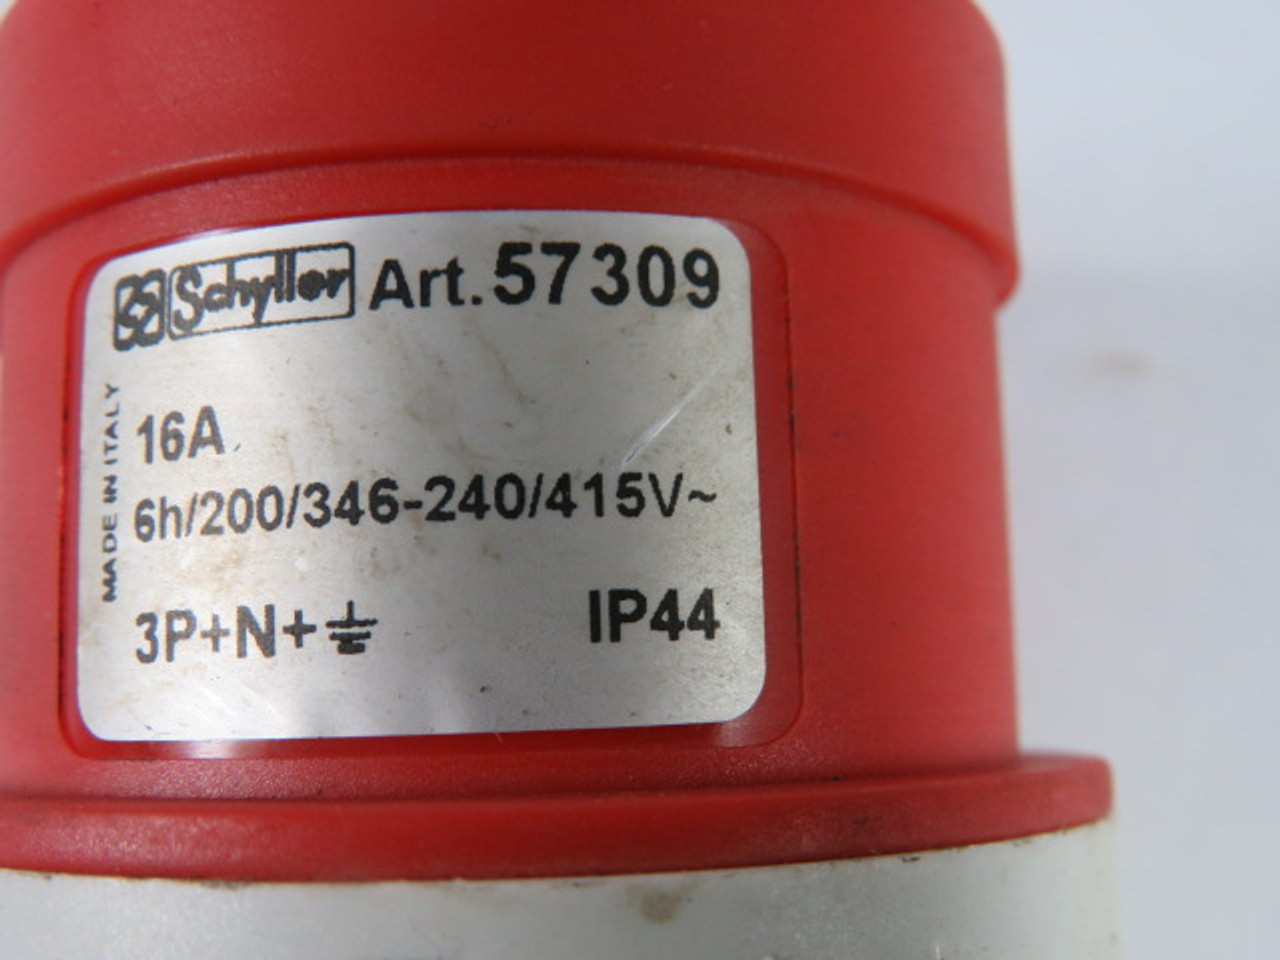 Schyller Art. 57309
MADE IN ITALY
16A
6h/200/346-240/415V~
3P+N+⏚
IP44